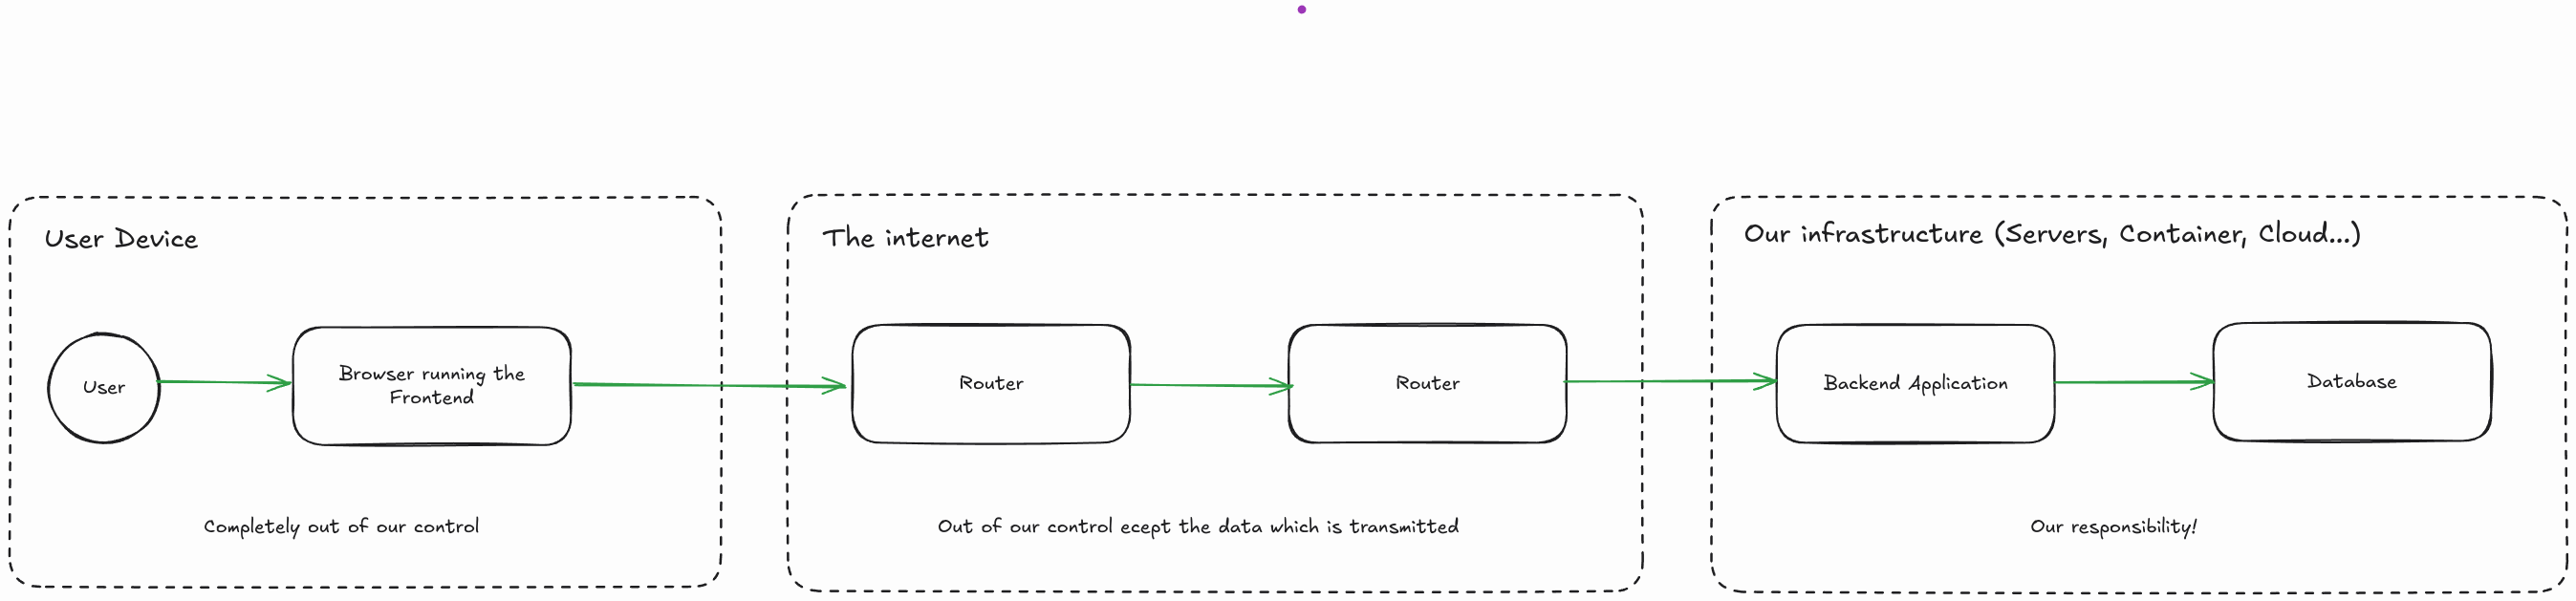 User Device
User
Browser running the
Frontend
Completely out of our control
The internet
Router
Router
Out of our control ecept the data which is transmitted
Our infrastructure (Servers, Container, Cloud...)
Backend Application
Database
Our responsibility!